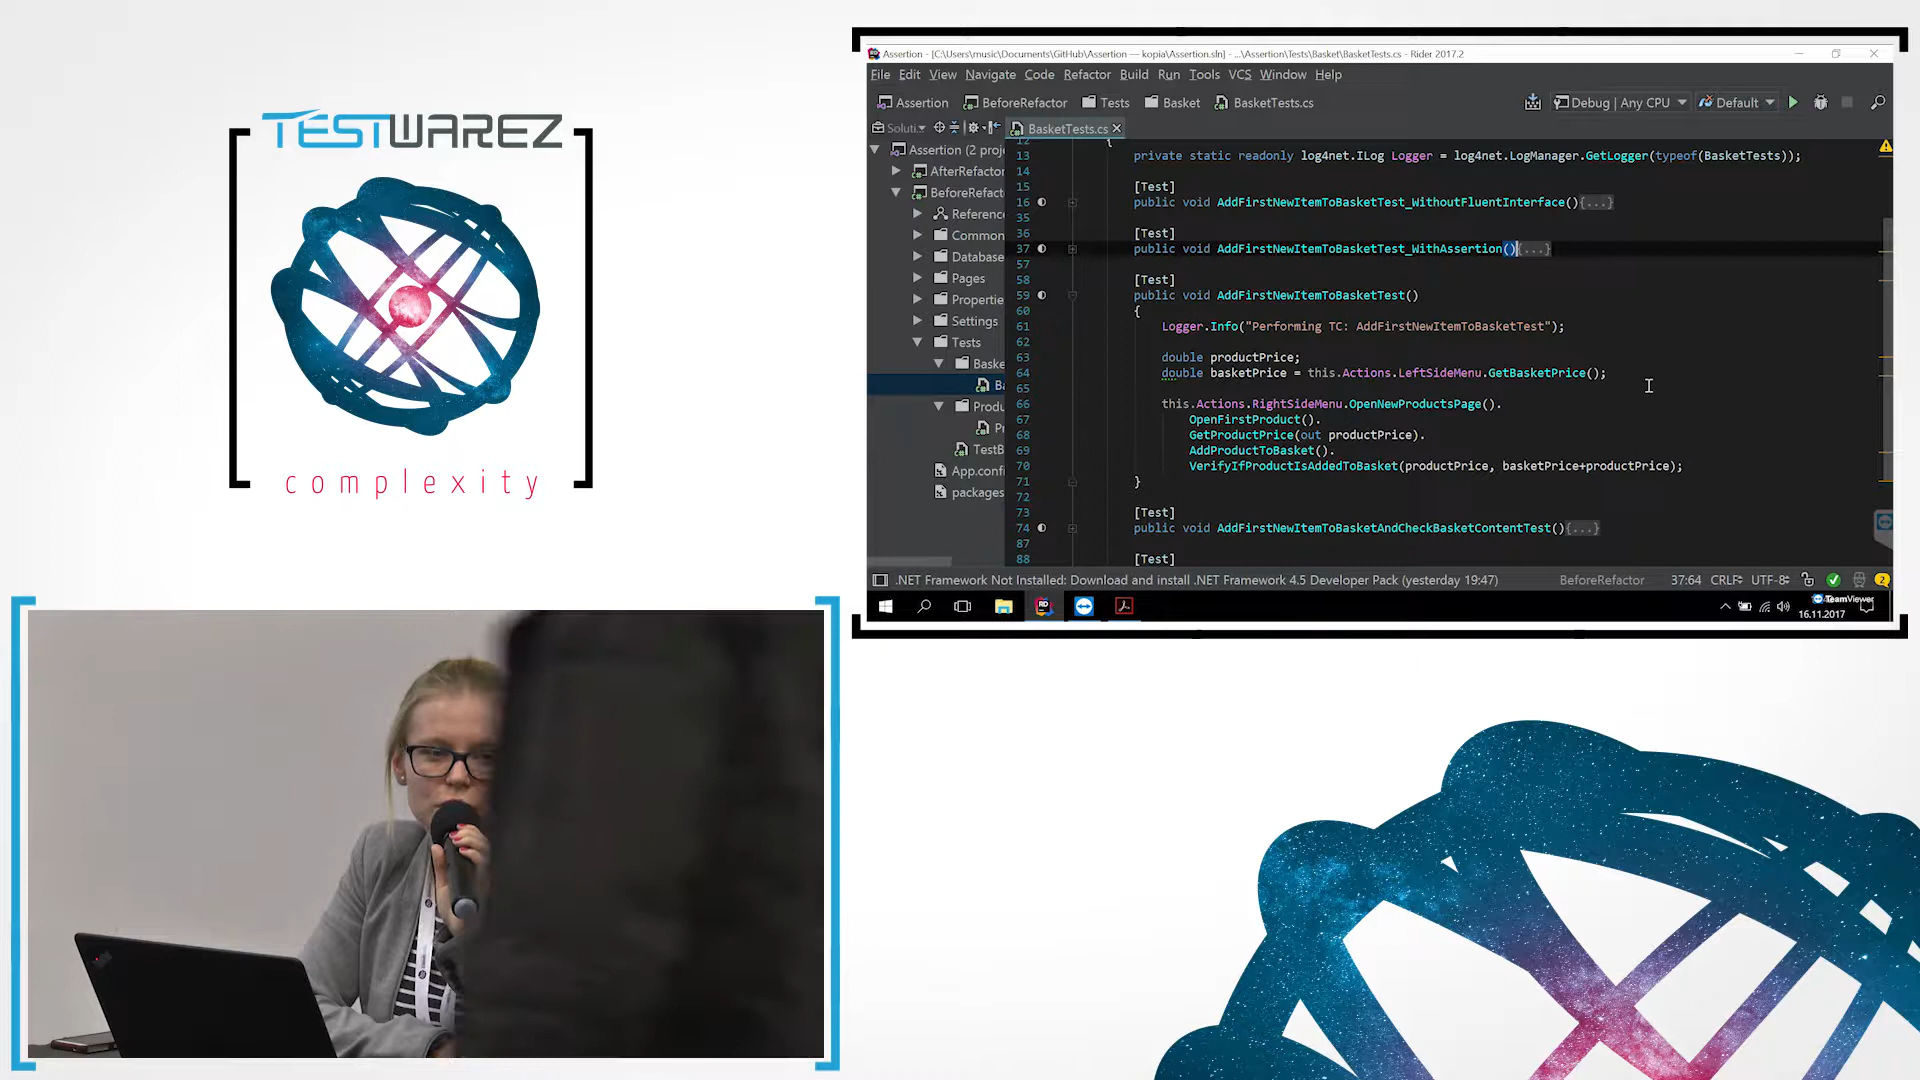 TESTWAREZ
complexity
Assertion - [C:\Users\music\Documents\GitHub\Assertion — kopia\Assertion.sln] - ...\Assertion\Tests\Basket\BasketTests.cs - Rider 2017.2
File Edit View Navigate Code Refactor Build Run Tools VCS Window Help
Assertion BeforeRefactor Tests Basket BasketTests.cs Debug | Any CPU Default
Soluti.. BasketTests.cs
Assertion (2 proj
AfterRefacto
BeforeRefact
Reference
Common
Database
Pages
Propertie
Settings
Tests
Baske
Ba
Produ
Pr
TestB
App.confi
packages
12 {
13 private static readonly log4net.ILog Logger = log4net.LogManager.GetLogger(typeof(BasketTests));
14
15 [Test]
16 public void AddFirstNewItemToBasketTest_WithoutFluentInterface(){...}
35
36 [Test]
37 public void AddFirstNewItemToBasketTest_WithAssertion(){...}
57
58 [Test]
59 public void AddFirstNewItemToBasketTest()
60 {
61 Logger.Info("Performing TC: AddFirstNewItemToBasketTest");
62
63 double productPrice;
64 double basketPrice = this.Actions.LeftSideMenu.GetBasketPrice();
65
66 this.Actions.RightSideMenu.OpenNewProductsPage().
67 OpenFirstProduct().
68 GetProductPrice(out productPrice).
69 AddProductToBasket().
70 VerifyIfProductIsAddedToBasket(productPrice, basketPrice+productPrice);
71 }
72
73 [Test]
74 public void AddFirstNewItemToBasketAndCheckBasketContentTest(){...}
87
88 [Test]
.NET Framework Not Installed: Download and install .NET Framework 4.5 Developer Pack (yesterday 19:47) BeforeRefactor 37:64 CRLF UTF-8 2
RD
TeamViewer
16.11.2017